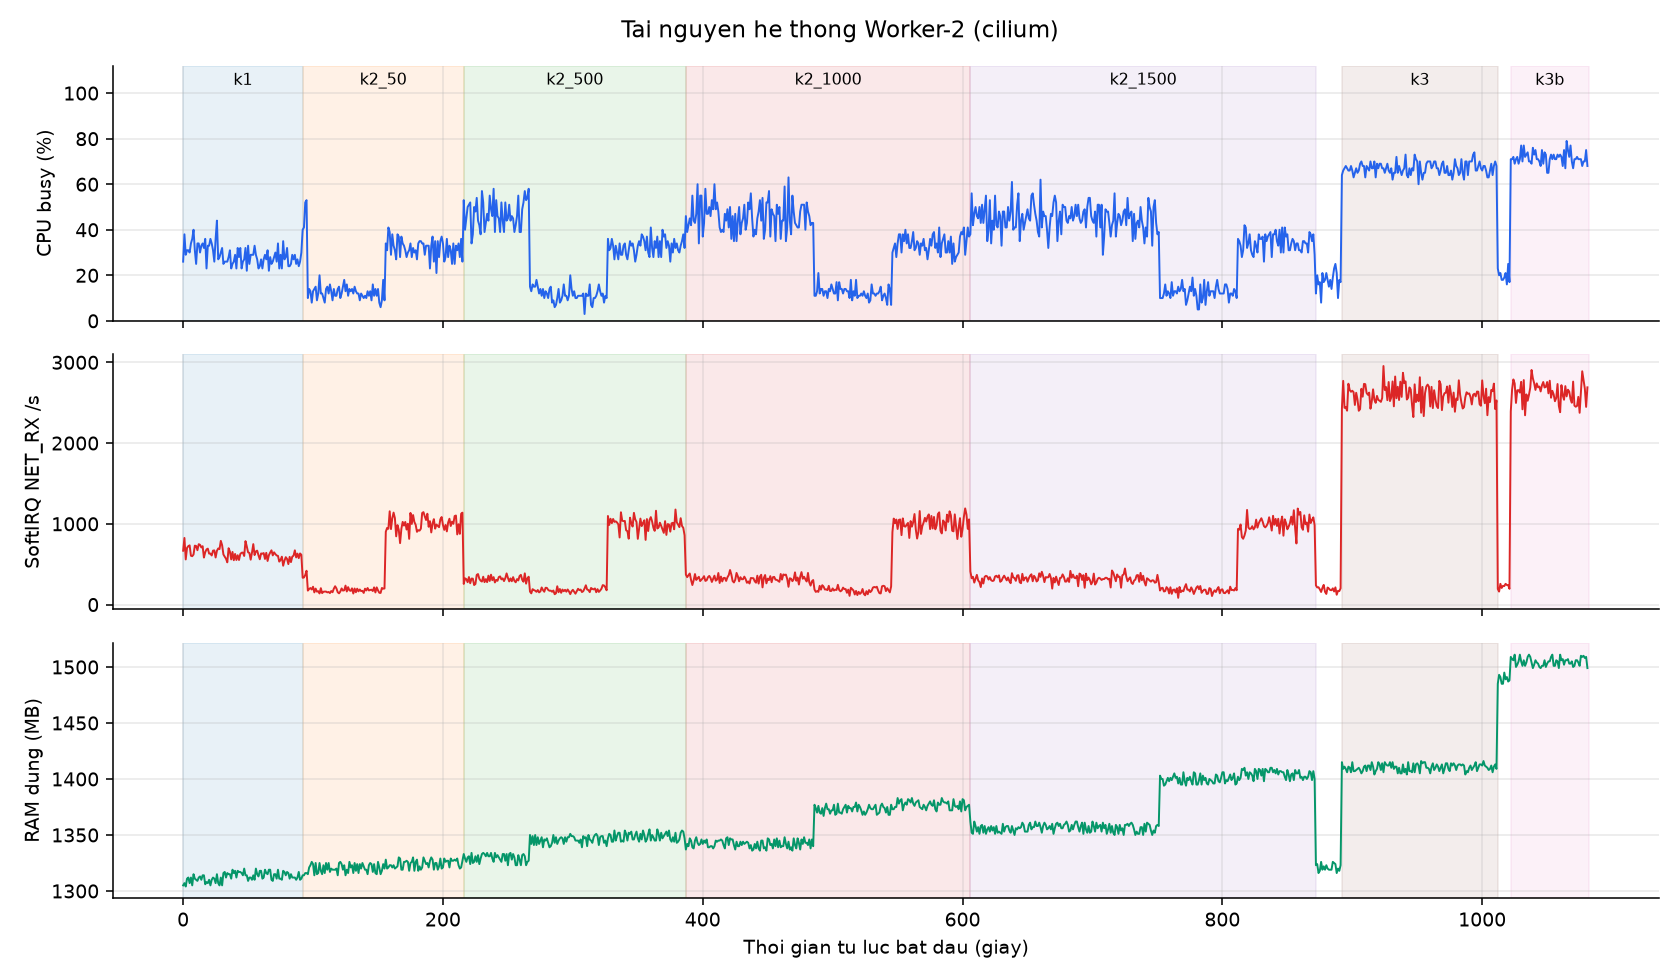 Tai nguyen he thong Worker-2 (cilium)
k1 k2_50 k2_500 k2_1000 k2_1500 k3 k3b
CPU busy (%)
100
80
60
40
20
0
SoftIRQ NET_RX /s
3000
2000
1000
0
RAM dung (MB)
1500
1450
1400
1350
1300
0 200 400 600 800 1000
Thoi gian tu luc bat dau (giay)